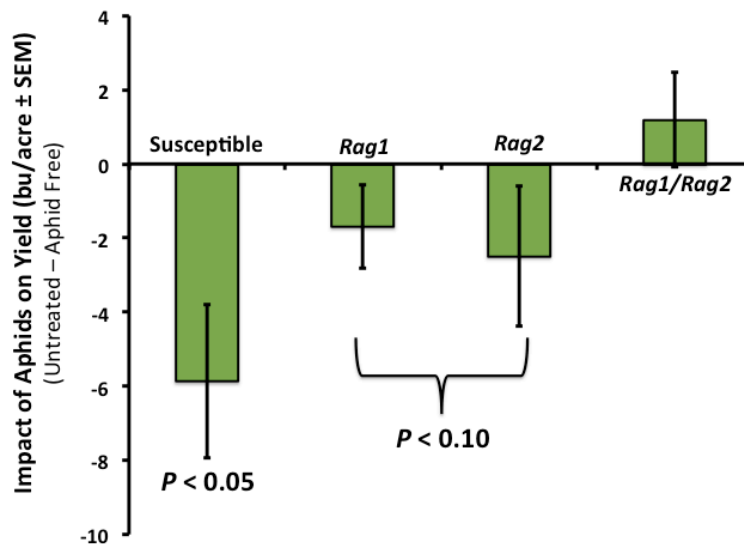 Impact of Aphids on Yield (bu/acre ± SEM)
(Untreated – Aphid Free)
4
2
0
-2
-4
-6
-8
-10
Susceptible
Rag1
Rag2
Rag1/Rag2
P < 0.10
P < 0.05